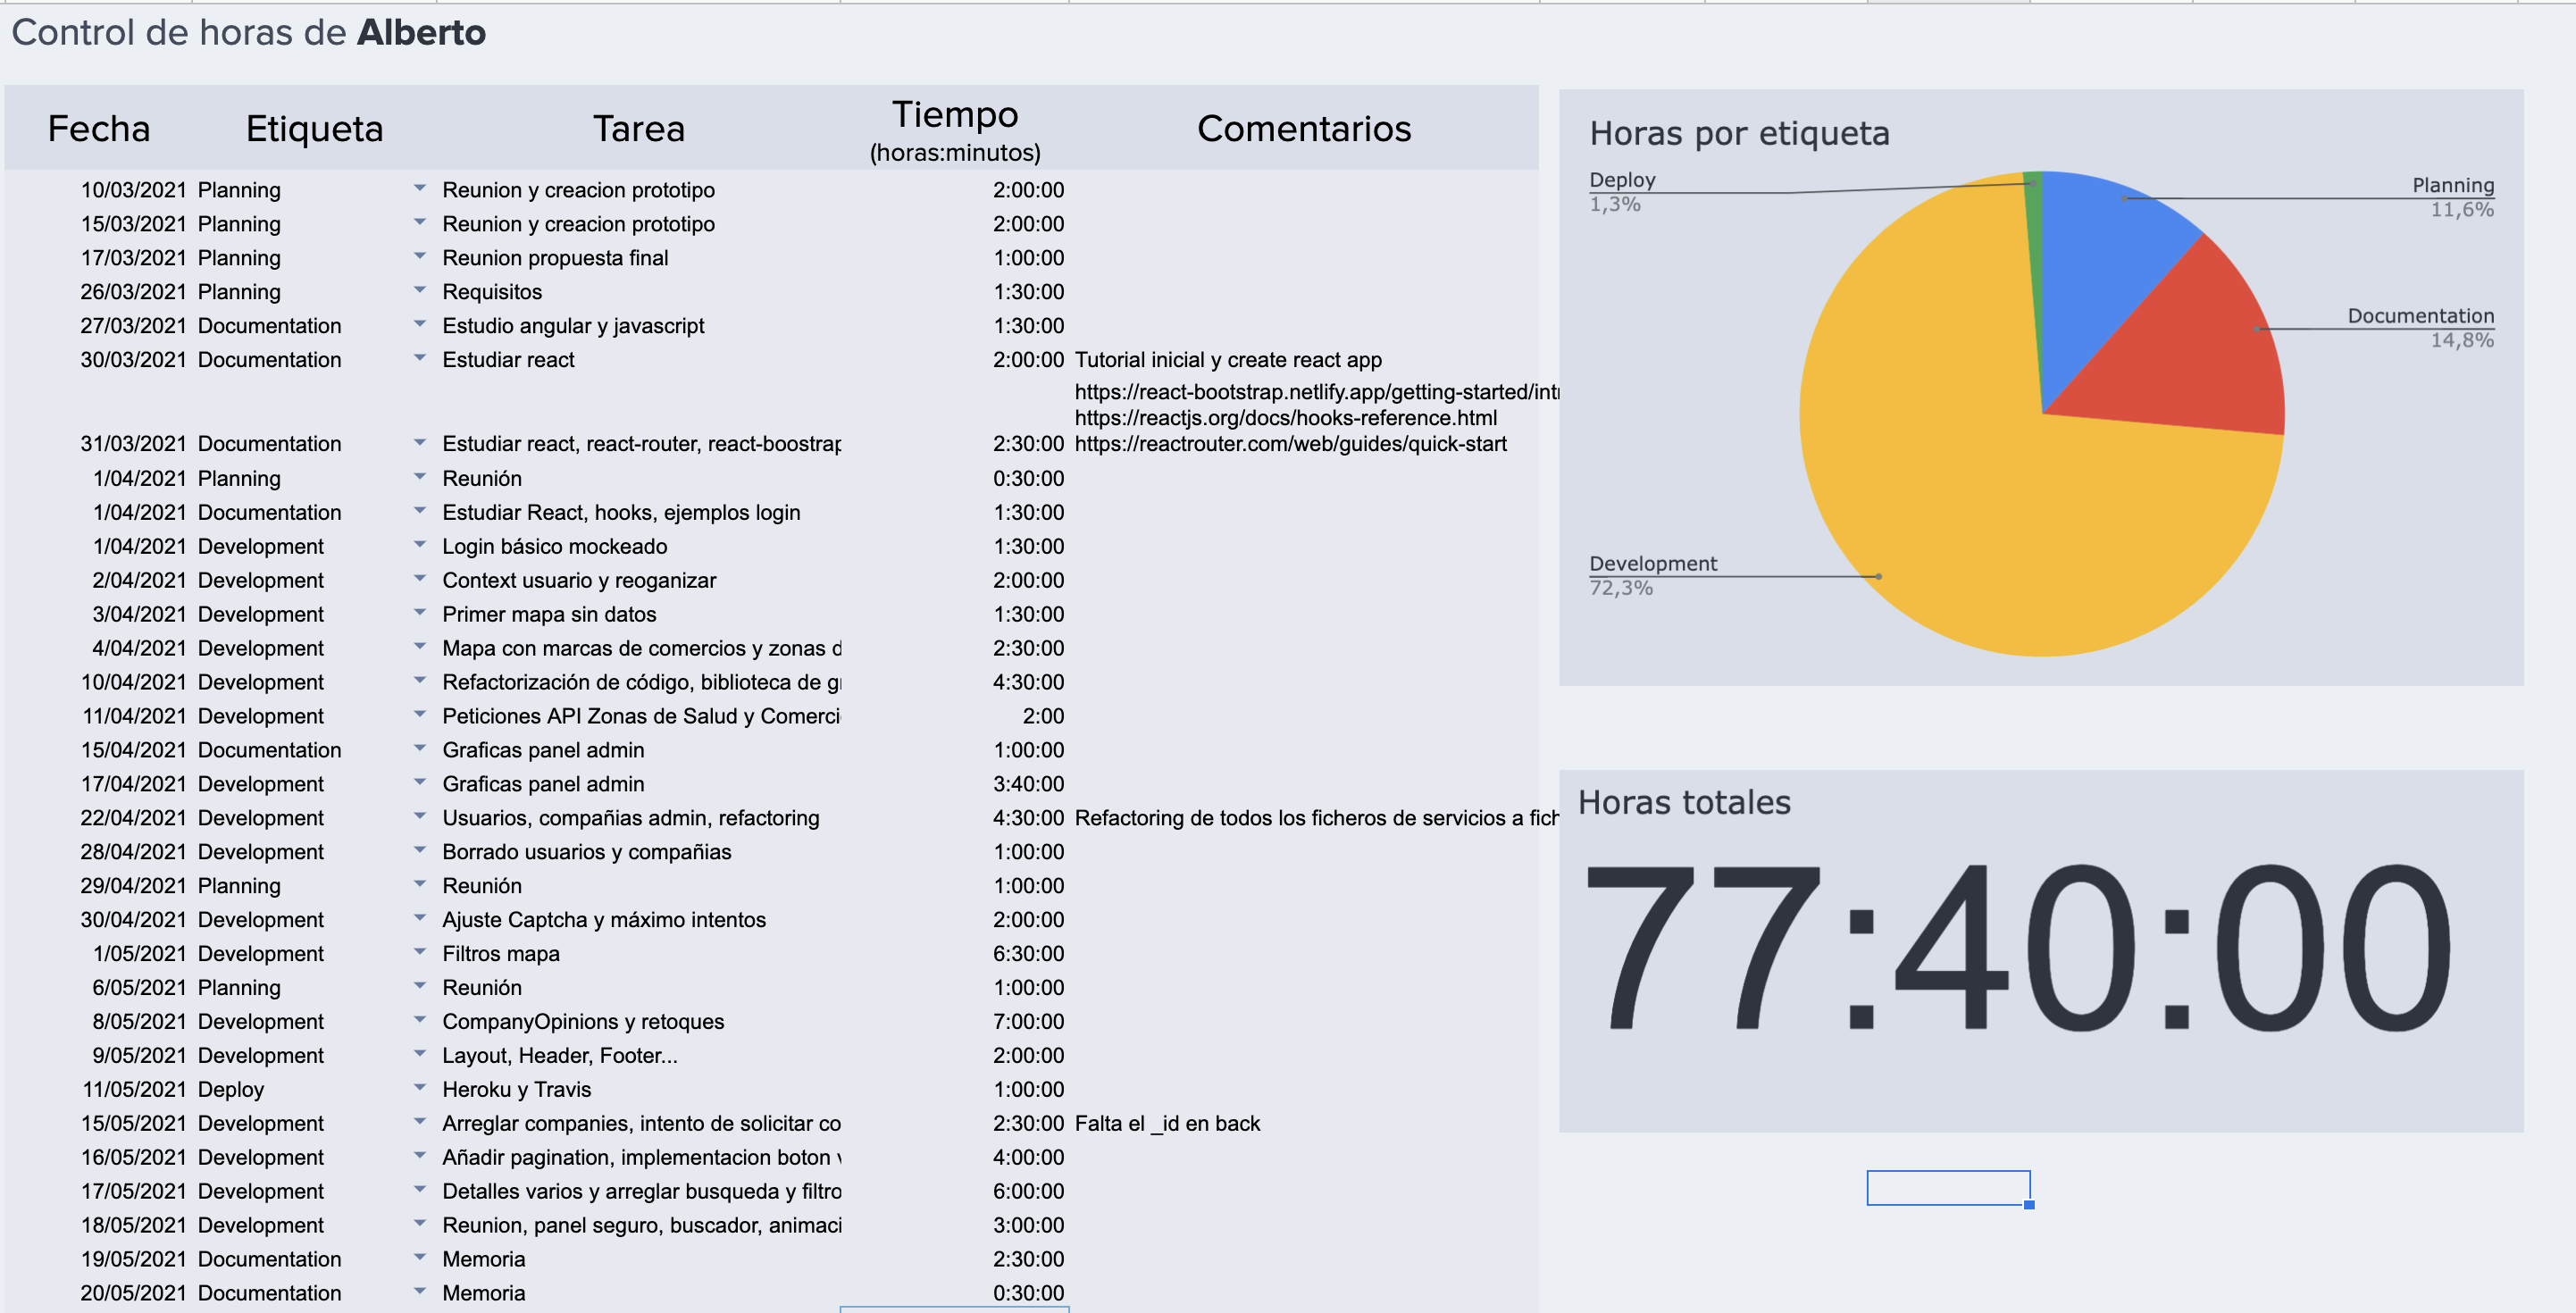 Control de horas de Alberto
Fecha Etiqueta Tarea Tiempo (horas:minutos) Comentarios
10/03/2021 Planning Reunion y creacion prototipo 2:00:00
15/03/2021 Planning Reunion y creacion prototipo 2:00:00
17/03/2021 Planning Reunion propuesta final 1:00:00
26/03/2021 Planning Requisitos 1:30:00
27/03/2021 Documentation Estudio angular y javascript 1:30:00
30/03/2021 Documentation Estudiar react 2:00:00 Tutorial inicial y create react app
https://react-bootstrap.netlify.app/getting-started/int
https://reactjs.org/docs/hooks-reference.html
31/03/2021 Documentation Estudiar react, react-router, react-boostrap 2:30:00 https://reactrouter.com/web/guides/quick-start
1/04/2021 Planning Reunión 0:30:00
1/04/2021 Documentation Estudiar React, hooks, ejemplos login 1:30:00
1/04/2021 Development Login básico mockeado 1:30:00
2/04/2021 Development Context usuario y reoganizar 2:00:00
3/04/2021 Development Primer mapa sin datos 1:30:00
4/04/2021 Development Mapa con marcas de comercios y zonas d 2:30:00
10/04/2021 Development Refactorización de código, biblioteca de g 4:30:00
11/04/2021 Development Peticiones API Zonas de Salud y Comerci 2:00
15/04/2021 Documentation Graficas panel admin 1:00:00
17/04/2021 Development Graficas panel admin 3:40:00
22/04/2021 Development Usuarios, compañias admin, refactoring 4:30:00 Refactoring de todos los ficheros de servicios a fich
28/04/2021 Development Borrado usuarios y compañias 1:00:00
29/04/2021 Planning Reunión 1:00:00
30/04/2021 Development Ajuste Captcha y máximo intentos 2:00:00
1/05/2021 Development Filtros mapa 6:30:00
6/05/2021 Planning Reunión 1:00:00
8/05/2021 Development CompanyOpinions y retoques 7:00:00
9/05/2021 Development Layout, Header, Footer... 2:00:00
11/05/2021 Deploy Heroku y Travis 1:00:00
15/05/2021 Development Arreglar companies, intento de solicitar co 2:30:00 Falta el _id en back
16/05/2021 Development Añadir pagination, implementacion boton 4:00:00
17/05/2021 Development Detalles varios y arreglar busqueda y filtro 6:00:00
18/05/2021 Development Reunion, panel seguro, buscador, animaci 3:00:00
19/05/2021 Documentation Memoria 2:30:00
20/05/2021 Documentation Memoria 0:30:00
Horas por etiqueta
Deploy
1,3%
Planning
11,6%
Documentation
14,8%
Development
72,3%
Horas totales
77:40:00